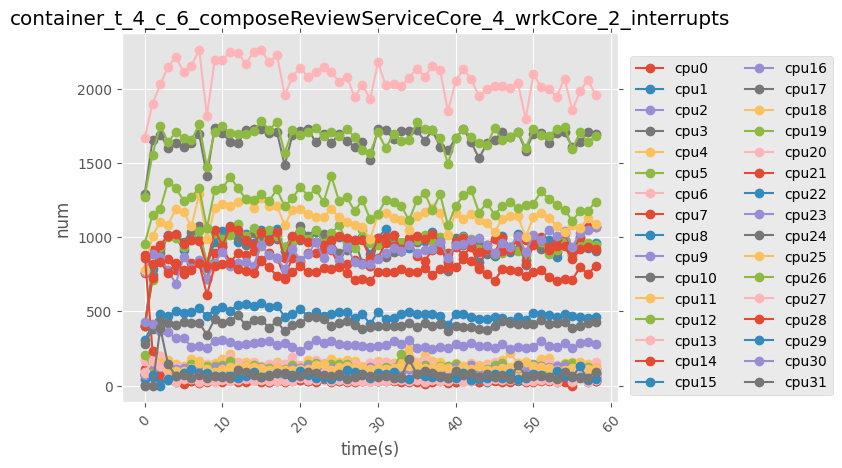 container_t_4_c_6_composeReviewServiceCore_4_wrkCore_2_interrupts
num
2000
1500
1000
500
0
0
10
20
30
40
50
60
time(s)
cpu0
cpu1
cpu2
cpu3
cpu4
cpu5
cpu6
cpu7
cpu8
cpu9
cpu10
cpu11
cpu12
cpu13
cpu14
cpu15
cpu16
cpu17
cpu18
cpu19
cpu20
cpu21
cpu22
cpu23
cpu24
cpu25
cpu26
cpu27
cpu28
cpu29
cpu30
cpu31